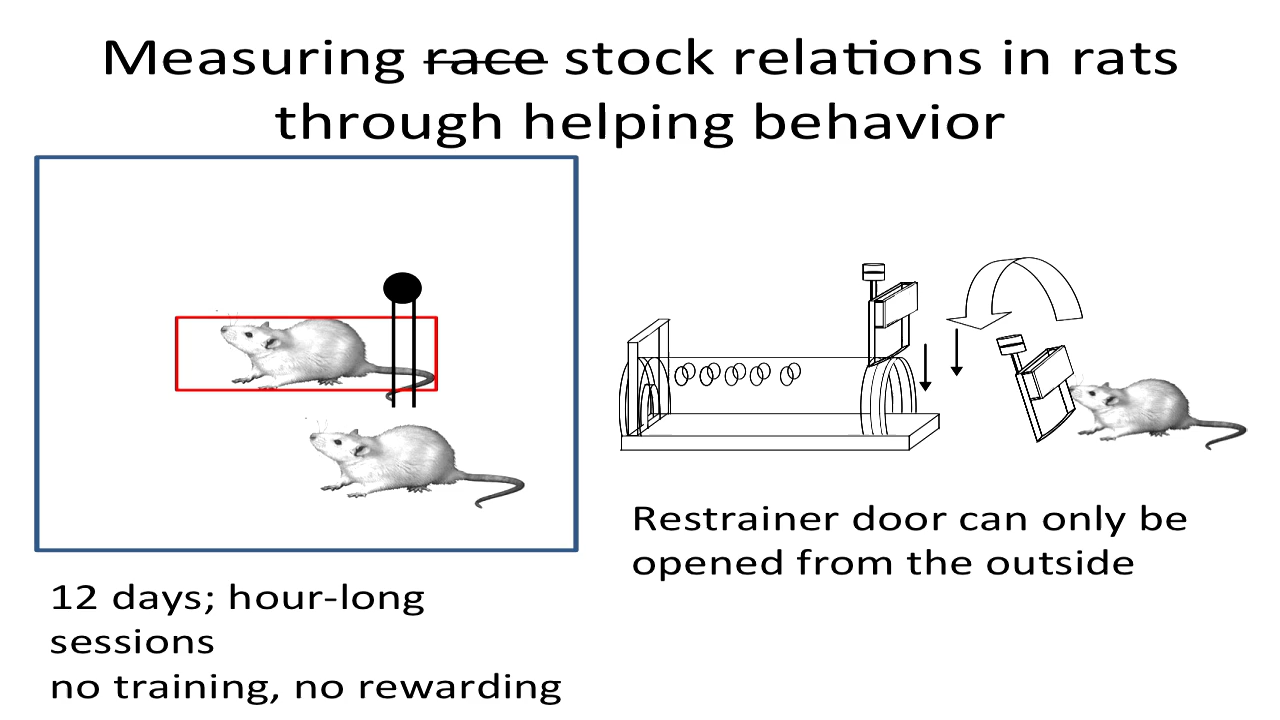 Measuring race stock relations in rats
through helping behavior
Restrainer door can only be
opened from the outside
12 days; hour-long
sessions
no training, no rewarding